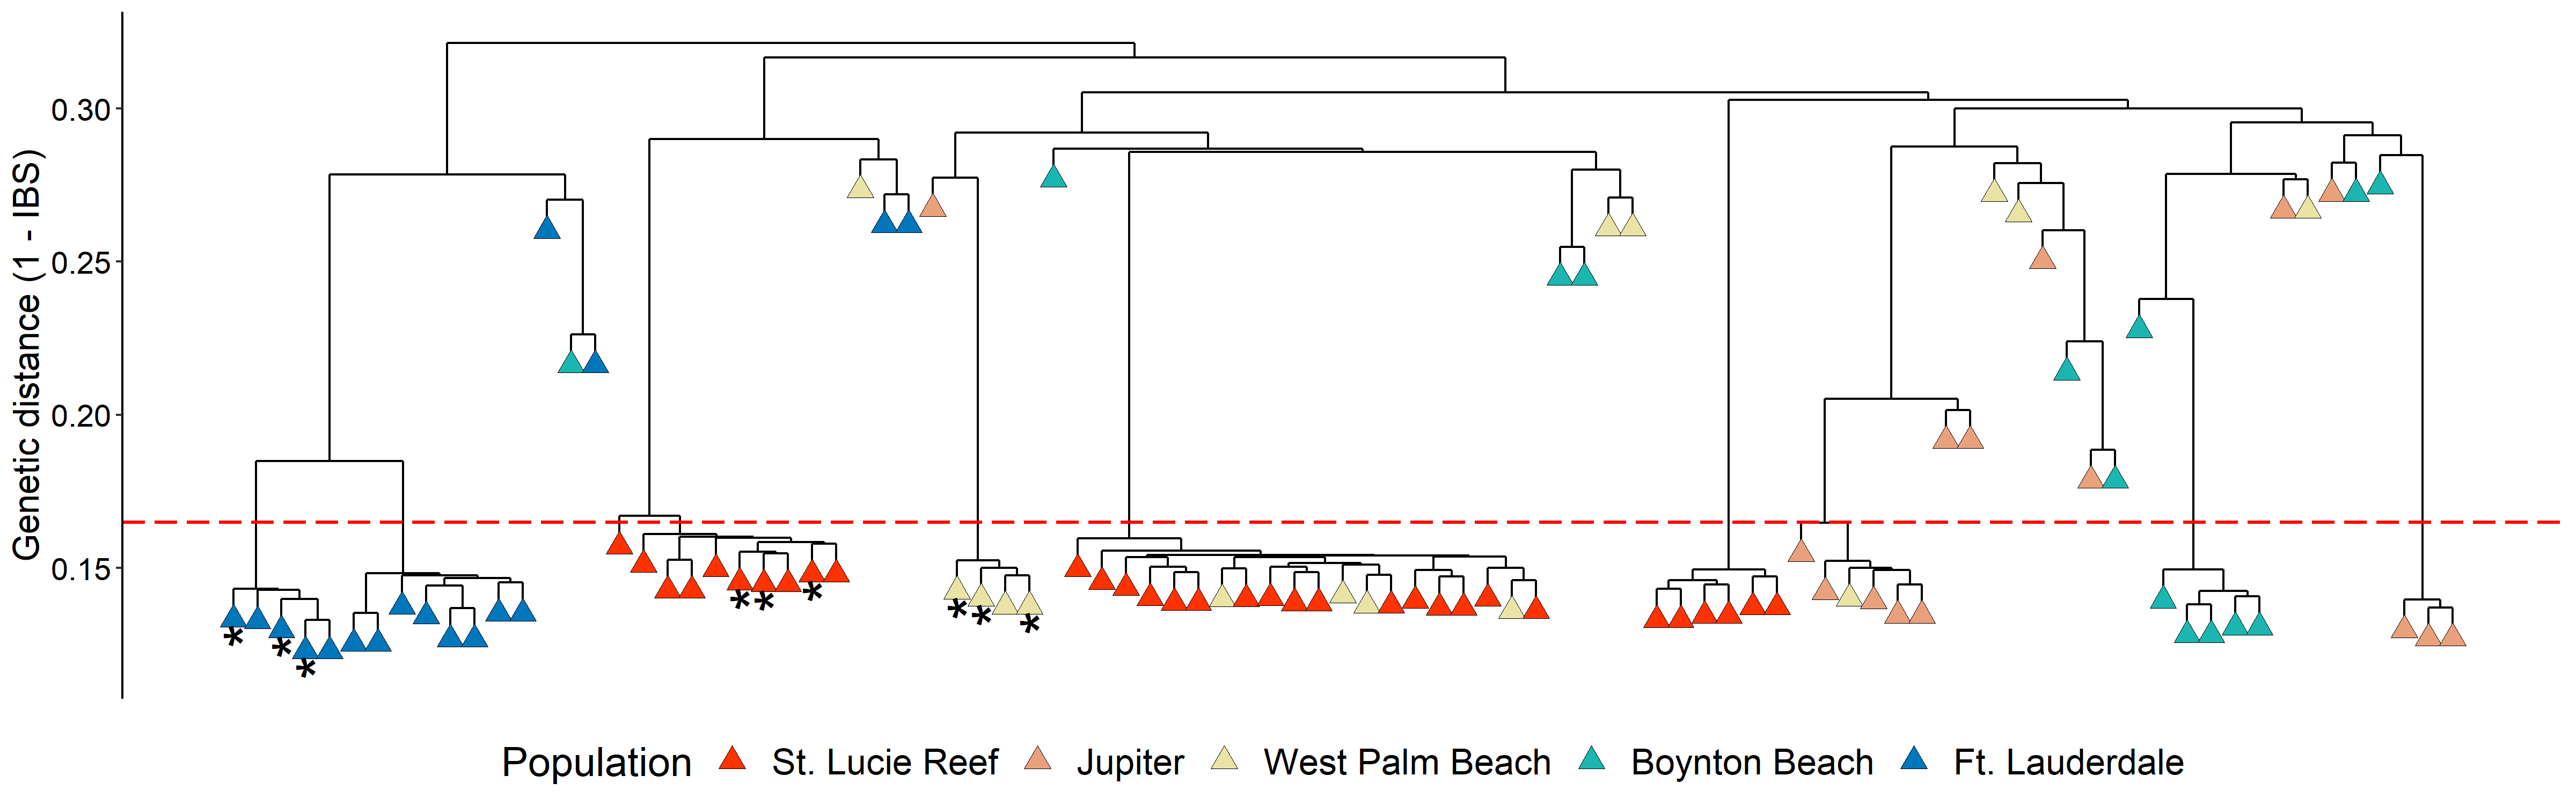 Genetic distance (1 - IBS)
0.30
0.25
0.20
0.15
* * * * * * * * *
Population St. Lucie Reef Jupiter West Palm Beach Boynton Beach Ft. Lauderdale